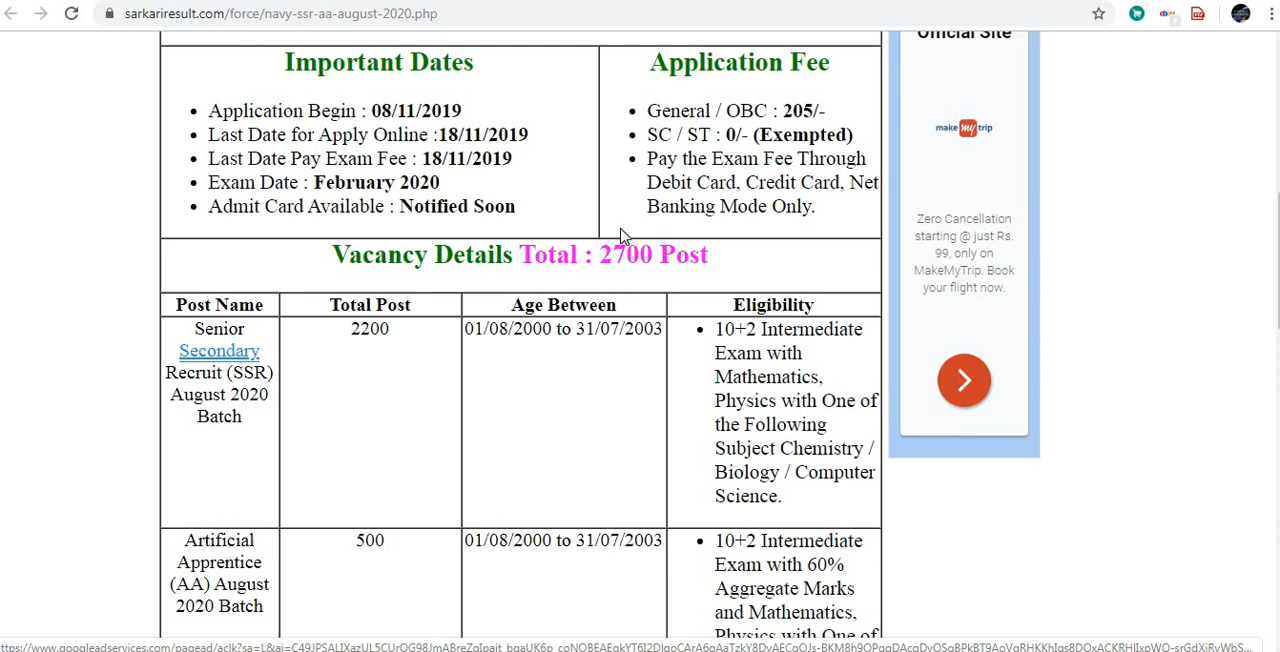 sarkariresult.com/force/navy-ssr-aa-august-2020.php
Important Dates
Application Begin : 08/11/2019
Last Date for Apply Online :18/11/2019
Last Date Pay Exam Fee : 18/11/2019
Exam Date : February 2020
Admit Card Available : Notified Soon
Application Fee
General / OBC : 205/-
SC / ST : 0/- (Exempted)
Pay the Exam Fee Through
Debit Card, Credit Card, Net
Banking Mode Only.
Vacancy Details Total : 2700 Post
Post Name
Total Post
Age Between
Eligibility
Senior
Secondary
Recruit (SSR)
August 2020
Batch
2200
01/08/2000 to 31/07/2003
10+2 Intermediate
Exam with
Mathematics,
Physics with One of
the Following
Subject Chemistry /
Biology / Computer
Science.
Artificial
Apprentice
(AA) August
2020 Batch
500
01/08/2000 to 31/07/2003
10+2 Intermediate
Exam with 60%
Aggregate Marks
and Mathematics,
Physics with One of
Official Site
make my trip
Zero Cancellation
starting @ just Rs.
99, only on
MakeMyTrip. Book
your flight now.